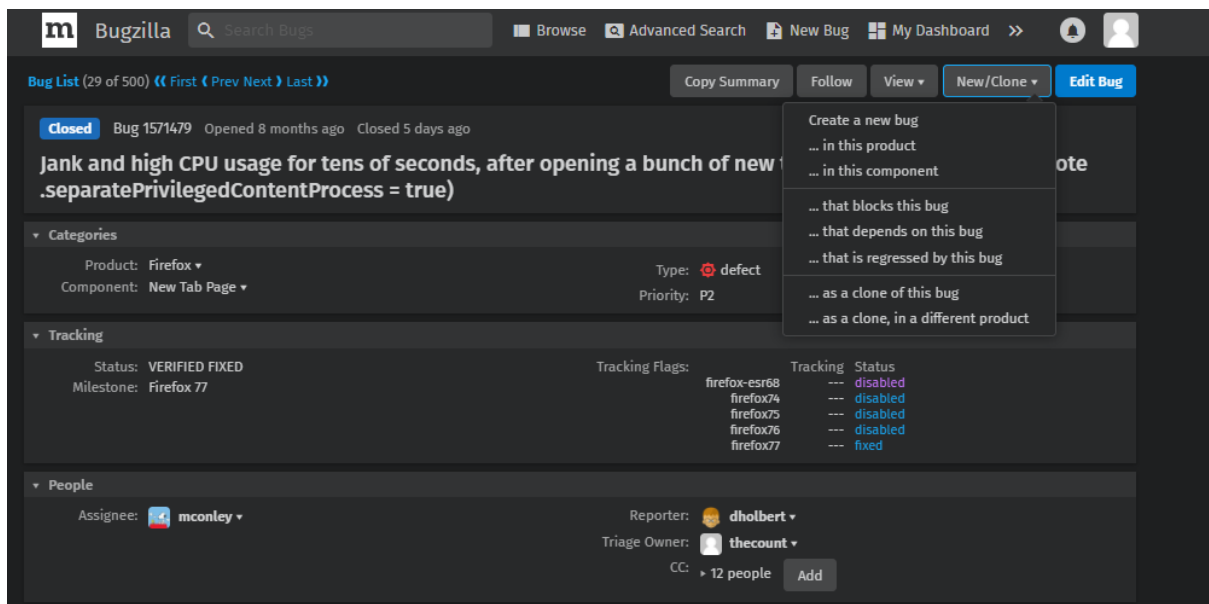 m Bugzilla Search Bugs Browse Advanced Search New Bug My Dashboard »
Bug List (29 of 500) ⟪ First ⟨ Prev Next ⟩ Last ⟫ Copy Summary Follow View ▾ New/Clone ▾ Edit Bug
Closed Bug 1571479 Opened 8 months ago Closed 5 days ago
Jank and high CPU usage for tens of seconds, after opening a bunch of new
ote
.separatePrivilegedContentProcess = true)
Create a new bug
... in this product
... in this component
... that blocks this bug
... that depends on this bug
... that is regressed by this bug
... as a clone of this bug
... as a clone, in a different product
▾ Categories
Product: Firefox ▾
Component: New Tab Page ▾
Type: defect
Priority: P2
▾ Tracking
Status: VERIFIED FIXED
Milestone: Firefox 77
Tracking Flags: Tracking Status
firefox-esr68 --- disabled
firefox74 --- disabled
firefox75 --- disabled
firefox76 --- disabled
firefox77 --- fixed
▾ People
Assignee: mconley ▾
Reporter: dholbert ▾
Triage Owner: thecount ▾
CC: ▸ 12 people Add